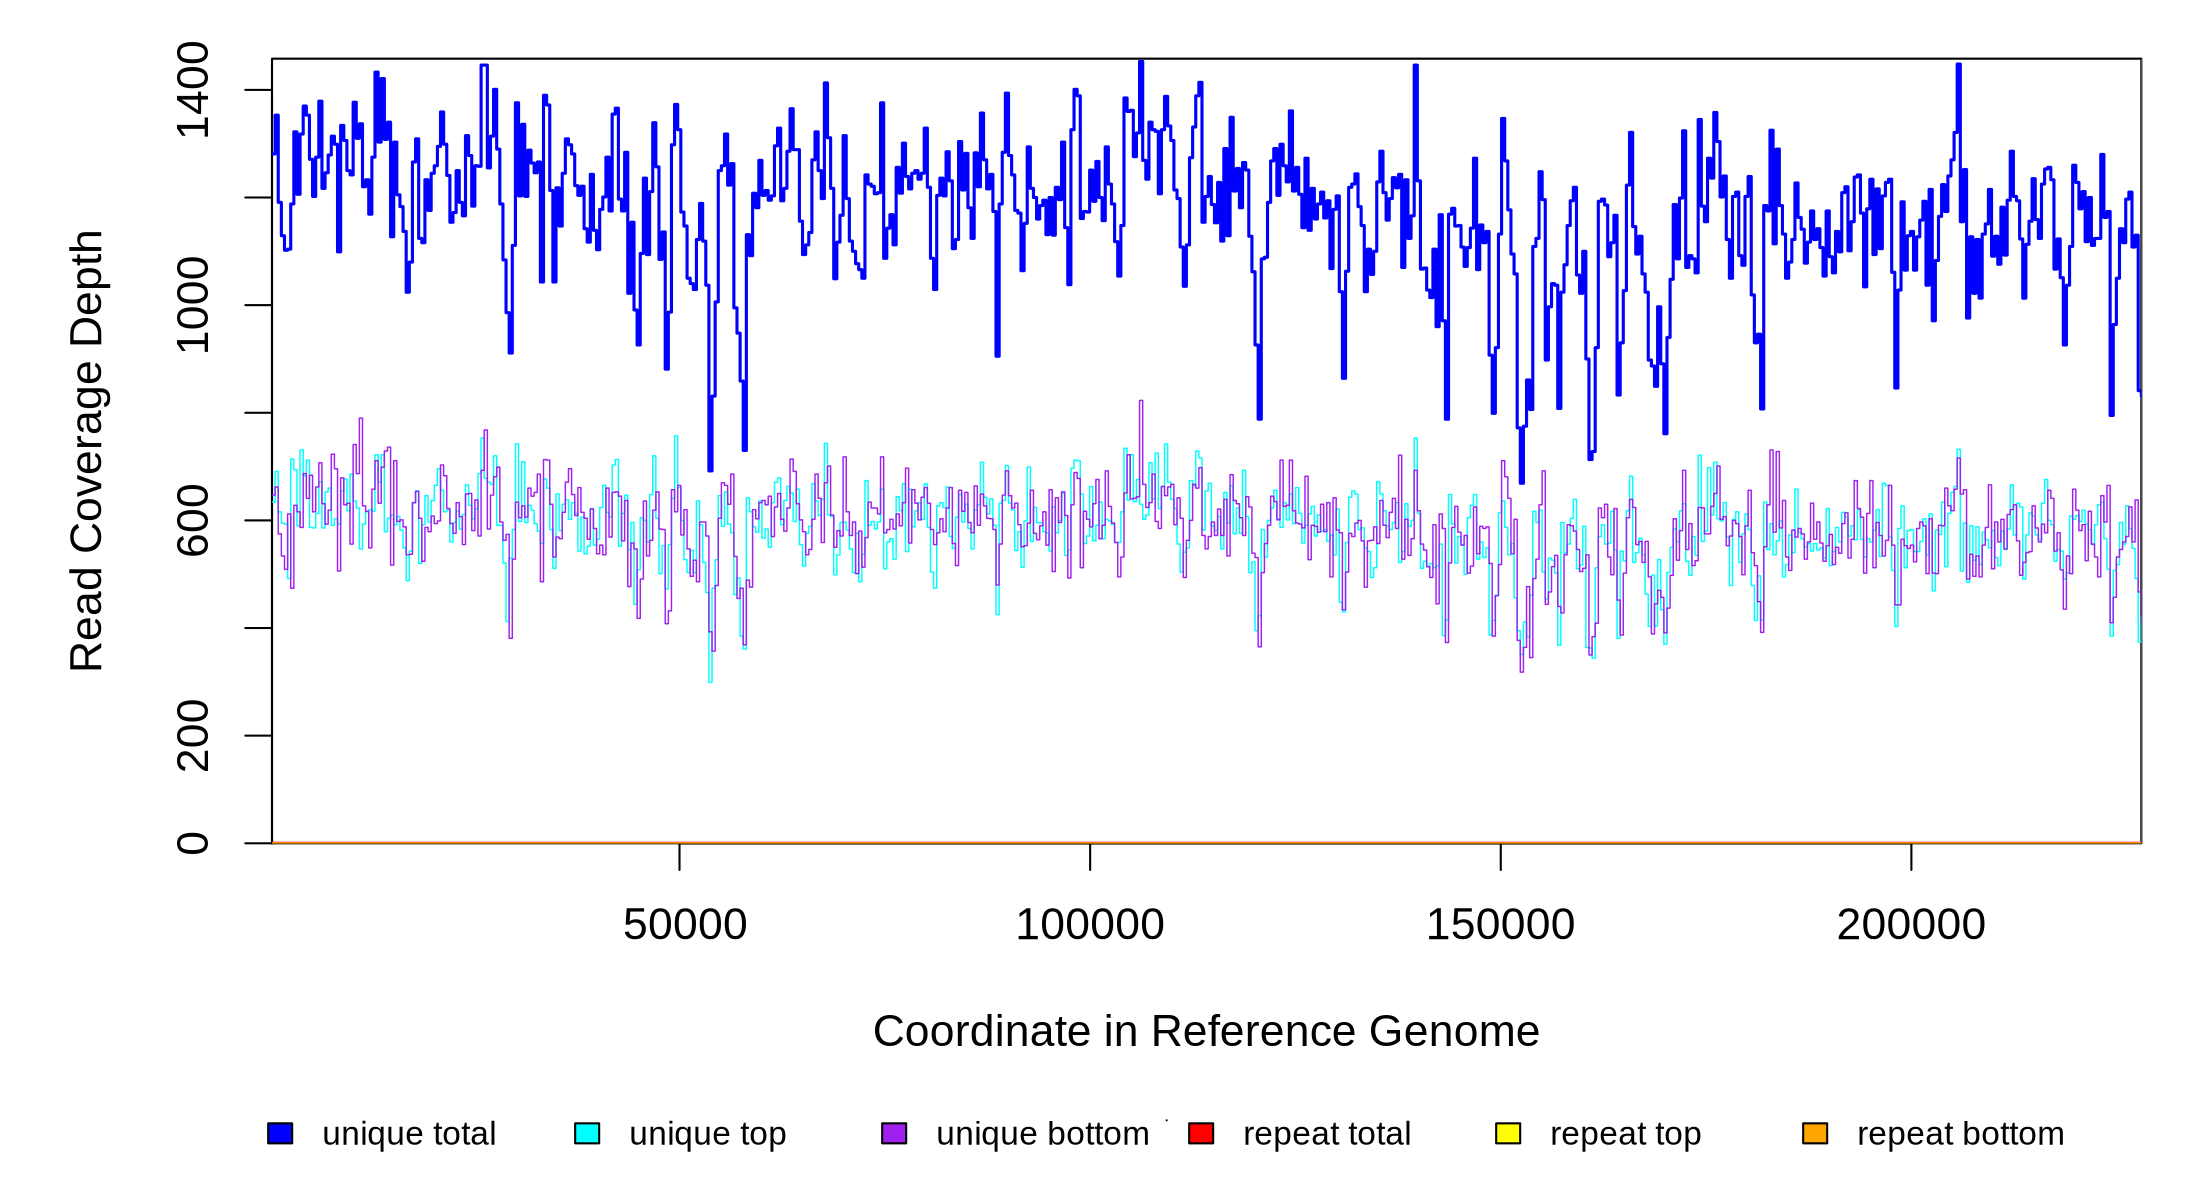 Read Coverage Depth
1400
1000
600
200
0
50000 100000 150000 200000
Coordinate in Reference Genome
unique total unique top unique bottom repeat total repeat top repeat bottom